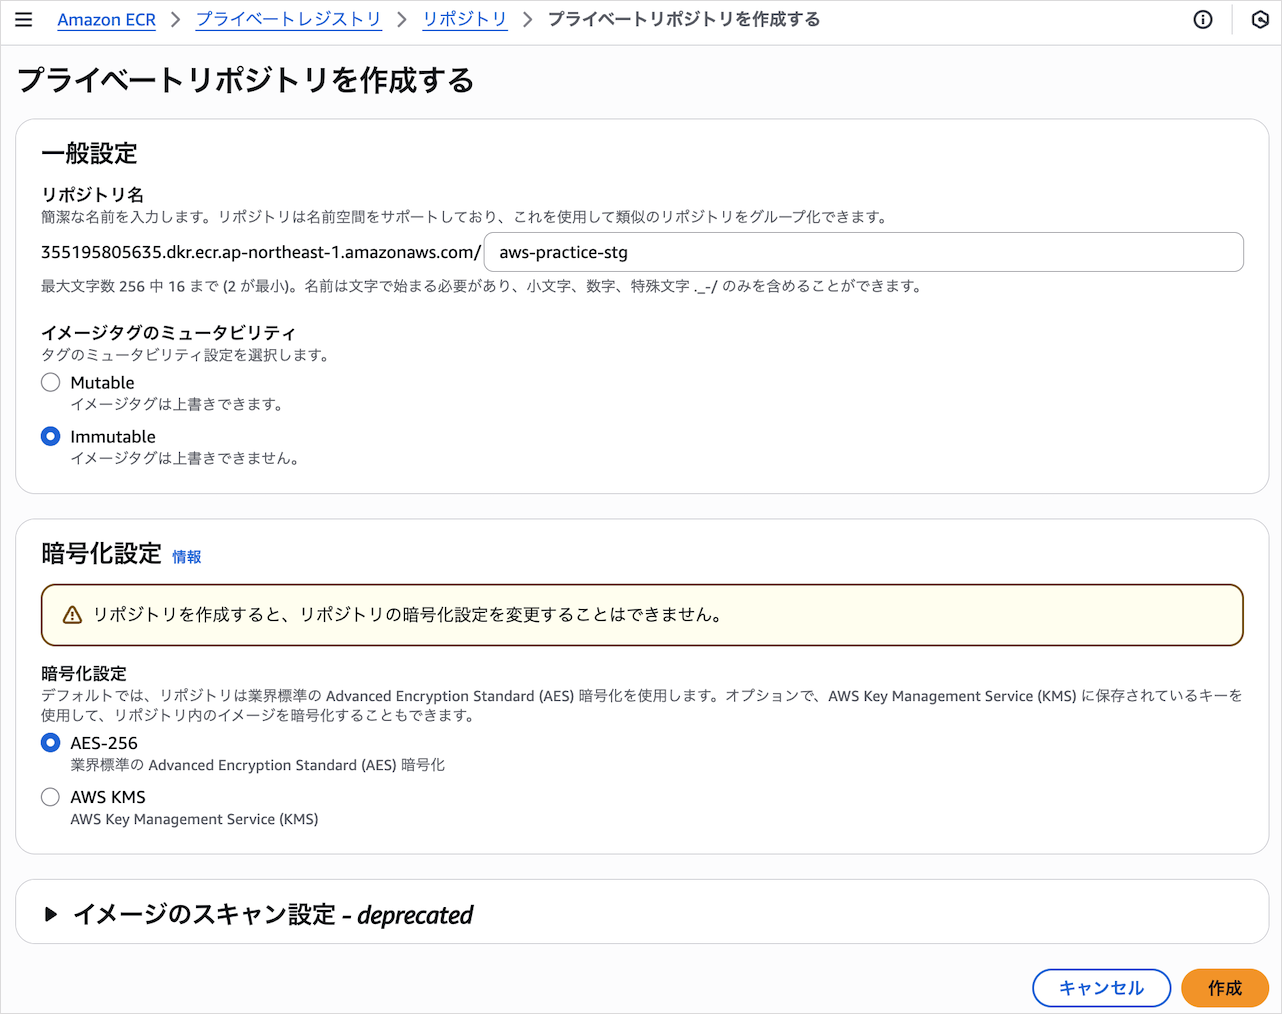 Amazon ECR > プライベートレジストリ > リポジトリ > プライベートリポジトリを作成する
プライベートリポジトリを作成する
一般設定
リポジトリ名
簡潔な名前を入力します。リポジトリは名前空間をサポートしており、これを使用して類似のリポジトリをグループ化できます。
355195805635.dkr.ecr.ap-northeast-1.amazonaws.com/ aws-practice-stg
最大文字数 256 中 16 まで (2 が最小)。名前は文字で始まる必要があり、小文字、数字、特殊文字 ._-/ のみを含めることができます。
イメージタグのミュータビリティ
タグのミュータビリティ設定を選択します。
Mutable
イメージタグは上書きできます。
Immutable
イメージタグは上書きできません。
暗号化設定 情報
リポジトリを作成すると、リポジトリの暗号化設定を変更することはできません。
暗号化設定
デフォルトでは、リポジトリは業界標準の Advanced Encryption Standard (AES) 暗号化を使用します。オプションで、AWS Key Management Service (KMS) に保存されているキーを
使用して、リポジトリ内のイメージを暗号化することもできます。
AES-256
業界標準の Advanced Encryption Standard (AES) 暗号化
AWS KMS
AWS Key Management Service (KMS)
イメージのスキャン設定 - deprecated
キャンセル 作成